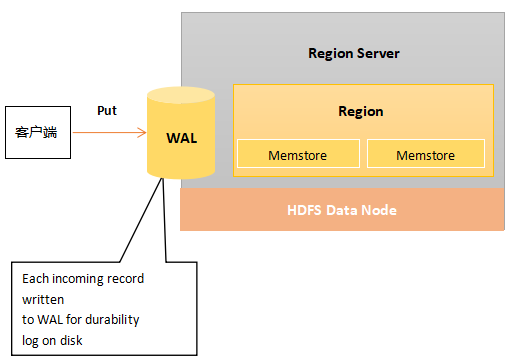 Region Server
Put
Region
客户端
WAL
Memstore
Memstore
HDFS Data Node
Each incoming record
written
to WAL for durability
log on disk